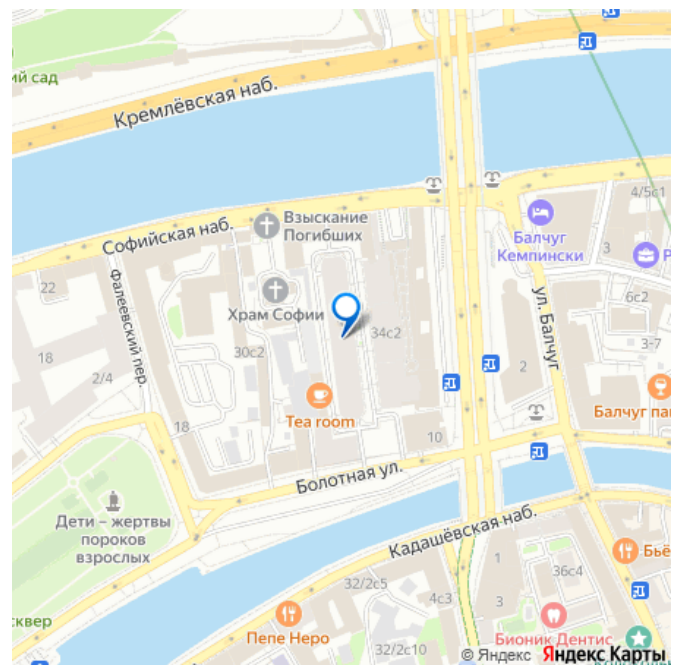 ий сад
Кремлёвская наб.
4/5с1
Взыскание
Погибших
Софийская наб.
Балчуг
Кемпински
3
Р
22
Фалеевский пер.
Храм Софии
6с2
ул. Балчуг
34с2
3-7
18
30с2
2/4
2
Tea room
Балчуг па
18
10
Болотная ул.
Дети – жертвы
пороков
взрослых
Кадашёвская наб.
Бьё
1
36с4
32/2с5
4с3
3
сквер
Пепе Неро
32/2с10
Бионик Дентис
© Яндекс Яндекс Карты